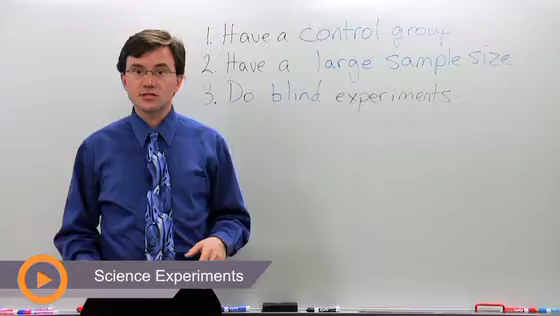 1. Have a control group
2. Have a large sample size
3. Do blind experiments
Science Experiments